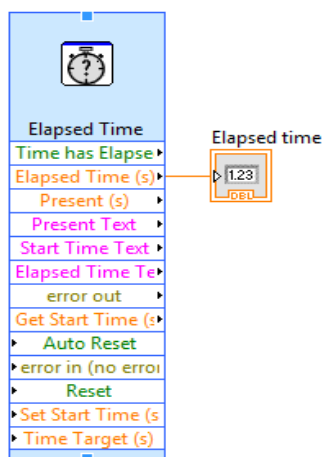 ?
Elapsed Time
Elapsed time
Time has Elapse
Elapsed Time (s)
1.23
DBL
Present (s)
Present Text
Start Time Text
Elapsed Time Te
error out
Get Start Time (s
Auto Reset
error in (no erro
Reset
Set Start Time (s
Time Target (s)